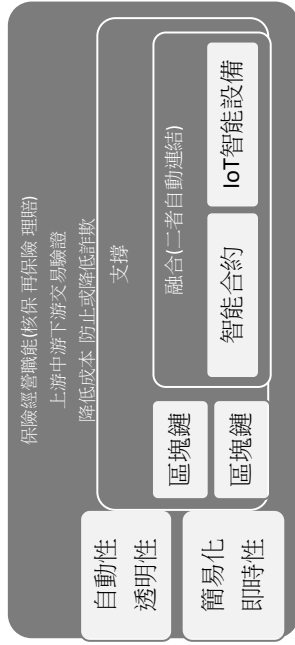 保險經營職能(核保 再保險 理賠)
上游中游下游交易驗證
降低成本 防止或降低詐欺
支撐
融合(二者自動連結)
智能合約
IoT智能設備
區塊鏈
區塊鏈
自動性
透明性
簡易化
即時性